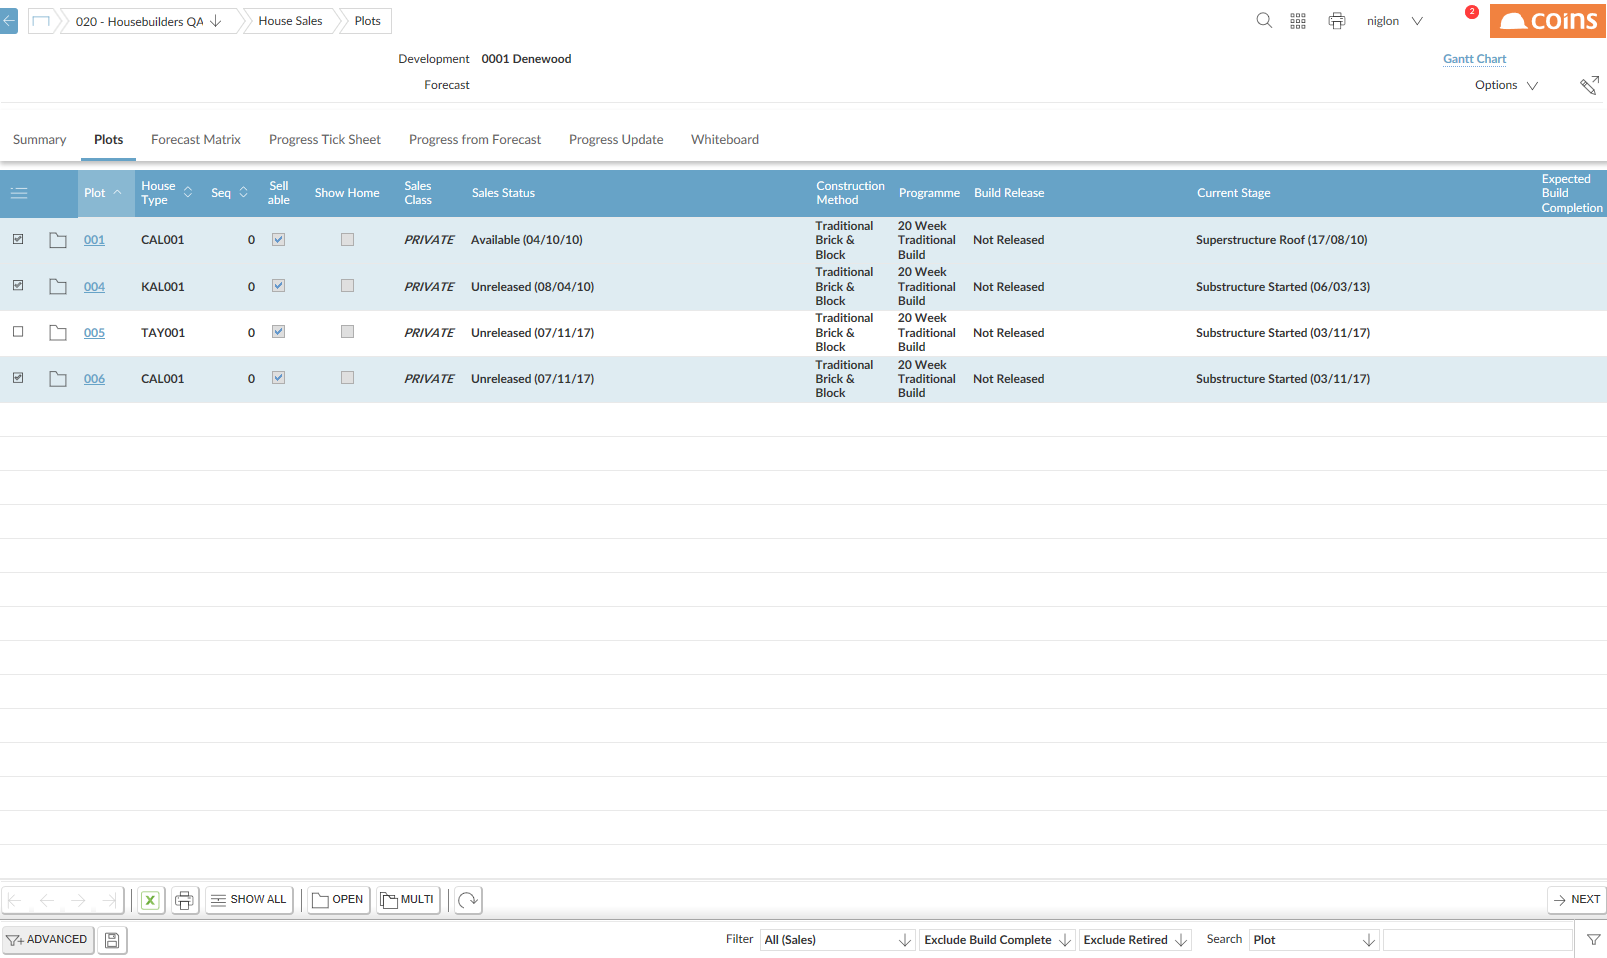 020 - Housebuilders QA
House Sales
Plots
niglon
2
coins
Development 0001 Denewood
Gantt Chart
Forecast
Options
Summary Plots Forecast Matrix Progress Tick Sheet Progress from Forecast Progress Update Whiteboard
Plot House Type Seq Sell able Show Home Sales Class Sales Status Construction Method Programme Build Release Current Stage Expected Build Completion
001 CAL001 0 PRIVATE Available (04/10/10) Traditional Brick & Block 20 Week Traditional Build Not Released Superstructure Roof (17/08/10)
004 KAL001 0 PRIVATE Unreleased (08/04/10) Traditional Brick & Block 20 Week Traditional Build Not Released Substructure Started (06/03/13)
005 TAY001 0 PRIVATE Unreleased (07/11/17) Traditional Brick & Block 20 Week Traditional Build Not Released Substructure Started (03/11/17)
006 CAL001 0 PRIVATE Unreleased (07/11/17) Traditional Brick & Block 20 Week Traditional Build Not Released Substructure Started (03/11/17)
X SHOW ALL OPEN MULTI NEXT
ADVANCED Filter All (Sales) Exclude Build Complete Exclude Retired Search Plot